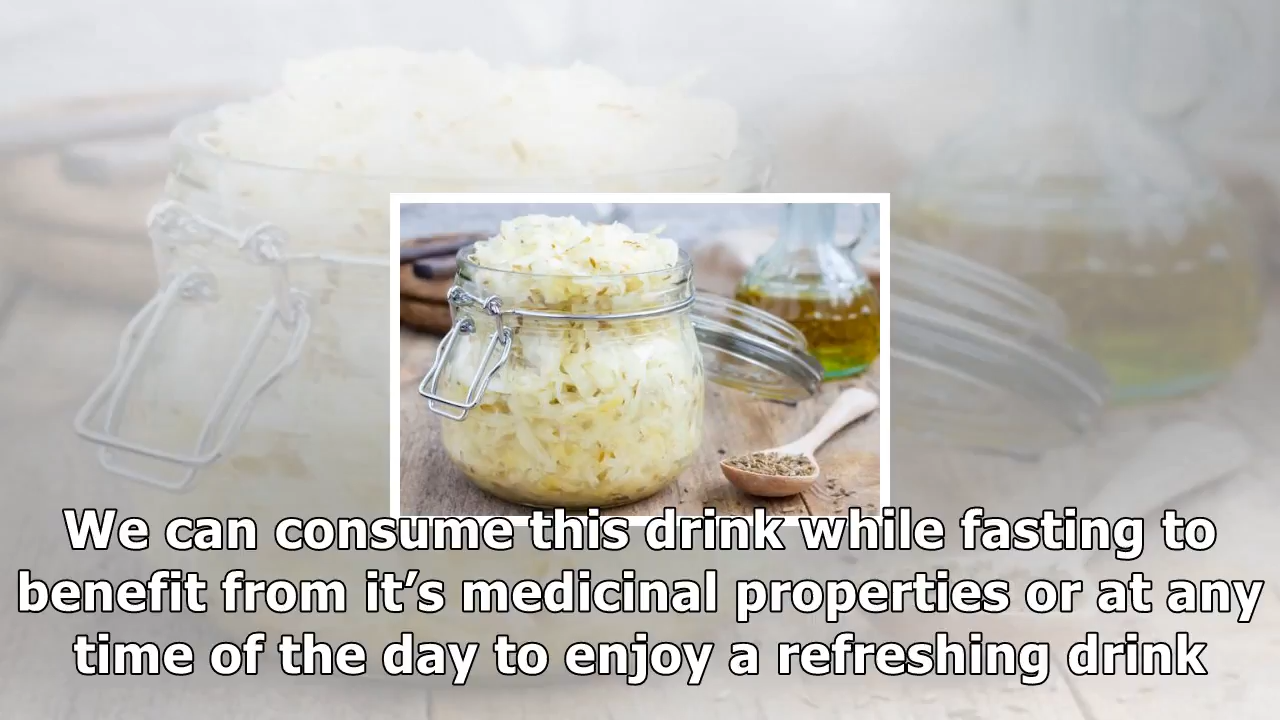 We can consume this drink while fasting to
benefit from it’s medicinal properties or at any
time of the day to enjoy a refreshing drink